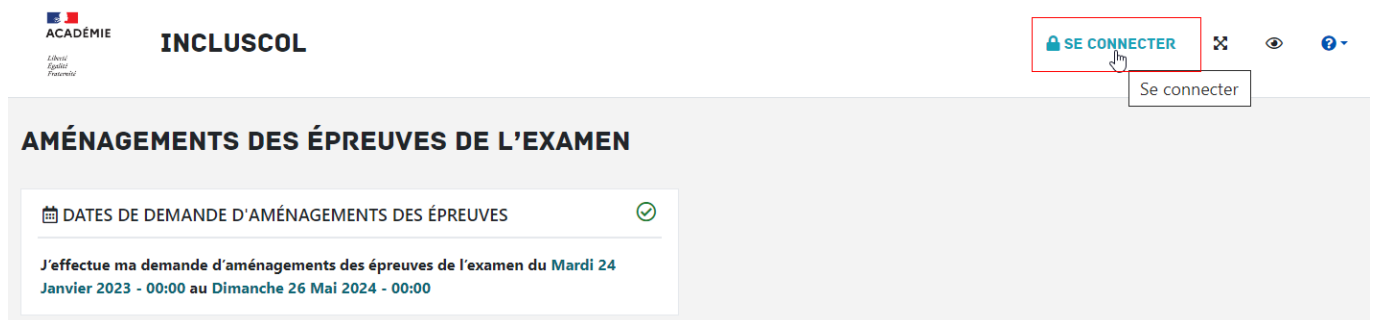 ACADÉMIE
Liberté
Égalité
Fraternité
INCLUSCOL
SE CONNECTER
Se connecter
AMÉNAGEMENTS DES ÉPREUVES DE L’EXAMEN
DATES DE DEMANDE D'AMÉNAGEMENTS DES ÉPREUVES
J’effectue ma demande d’aménagements des épreuves de l’examen du Mardi 24
Janvier 2023 - 00:00 au Dimanche 26 Mai 2024 - 00:00